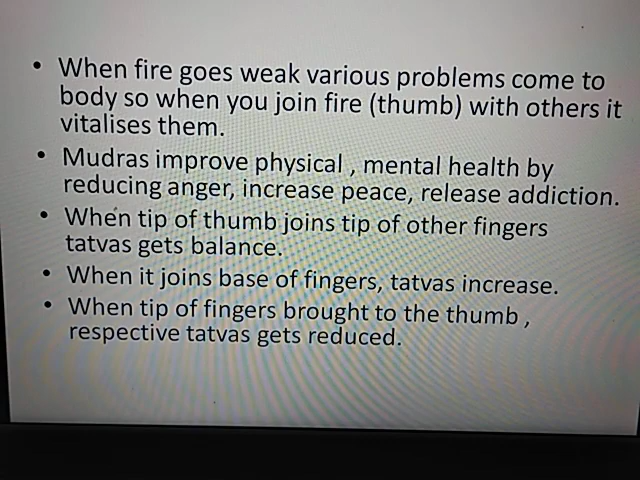 • When fire goes weak various problems come to
body so when you join fire (thumb) with others it
vitalises them.
• Mudras improve physical , mental health by
reducing anger, increase peace, release addiction.
• When tip of thumb joins tip of other fingers
tatvas gets balance.
• When it joins base of fingers, tatvas increase.
• When tip of fingers brought to the thumb ,
respective tatvas gets reduced.